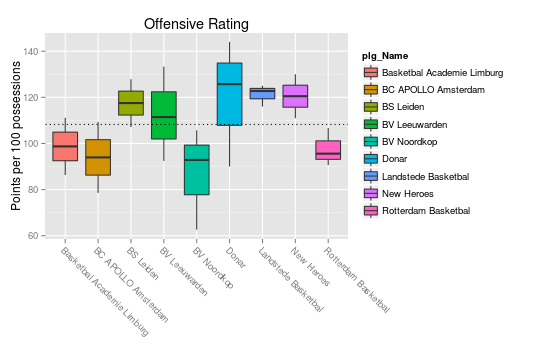 Offensive Rating
Points per 100 possessions
140
120
100
80
60
Basketbal Academie Limburg
BC APOLLO Amsterdam
BS Leiden
BV Leeuwarden
BV Noordkop
Donar
Landstede Basketbal
New Heroes
Rotterdam Basketbal
plg_Name
Basketbal Academie Limburg
BC APOLLO Amsterdam
BS Leiden
BV Leeuwarden
BV Noordkop
Donar
Landstede Basketbal
New Heroes
Rotterdam Basketbal